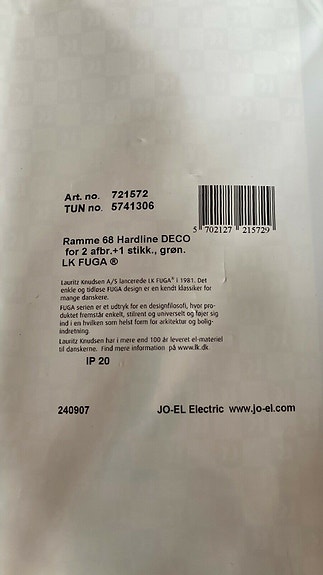 Art. no. 721572
TUN no. 5741306
5 702127 215729
Ramme 68 Hardline DECO
for 2 afbr.+1 stikk., grøn.
LK FUGA ®
Lauritz Knudsen A/S lancerede LK FUGA® i 1981. Det
enkle og tidløse FUGA design er en kendt klassiker for
mange danskere.
FUGA serien er et udtryk for en designfilosofi, hvor pro-
duktet fremstår enkelt, stilrent og universelt og føjer sig
ind i en hvilken som helst form for arkitektur og bolig-
indretning.
Lauritz Knudsen har i mere end 100 år leveret el-materiel
til danskerne. Find mere information på www.lk.dk
IP 20
240907 JO-EL Electric www.jo-el.com